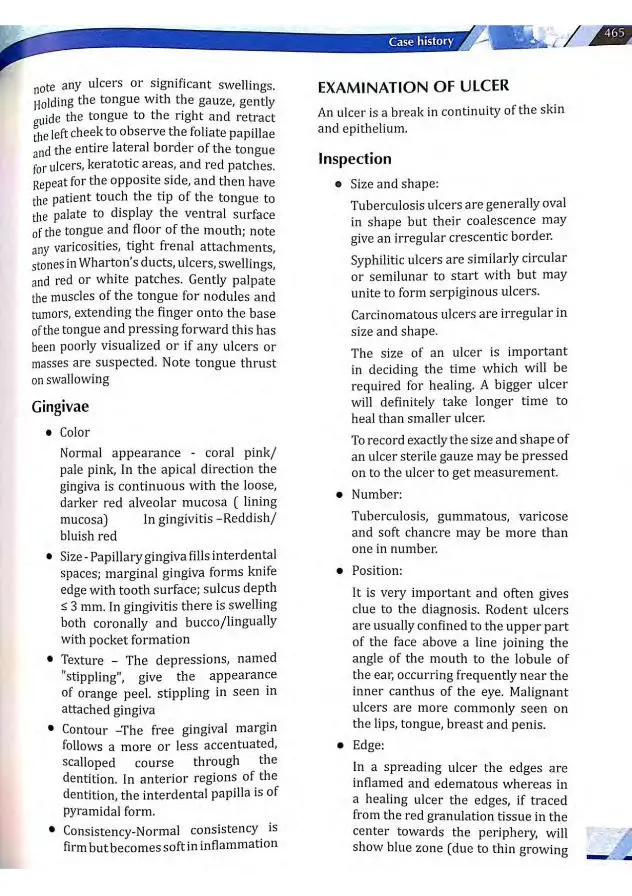 Case history
465
note any ulcers or significant swellings.
Holding the tongue with the gauze, gently
guide the tongue to the right and retract
the left cheek to observe the foliate papillae
and the entire lateral border of the tongue
for ulcers, keratotic areas, and red patches.
Repeat for the opposite side, and then have
the patient touch the tip of the tongue to
the palate to display the ventral surface
of the tongue and floor of the mouth; note
any varicosities, tight frenal attachments,
stones in Wharton's ducts, ulcers, swellings,
and red or white patches. Gently palpate
the muscles of the tongue for nodules and
tumors, extending the finger onto the base
of the tongue and pressing forward this has
been poorly visualized or if any ulcers or
masses are suspected. Note tongue thrust
on swallowing
Gingivae
• Color
Normal appearance - coral pink/
pale pink, In the apical direction the
gingiva is continuous with the loose,
darker red alveolar mucosa ( lining
mucosa) In gingivitis –Reddish/
bluish red
• Size - Papillary gingiva fills interdental
spaces; marginal gingiva forms knife
edge with tooth surface; sulcus depth
≤ 3 mm. In gingivitis there is swelling
both coronally and bucco/lingually
with pocket formation
• Texture – The depressions, named
"stippling", give the appearance
of orange peel. stippling in seen in
attached gingiva
• Contour –The free gingival margin
follows a more or less accentuated,
scalloped course through the
dentition. In anterior regions of the
dentition, the interdental papilla is of
pyramidal form.
• Consistency-Normal consistency is
firm but becomes soft in inflammation
EXAMINATION OF ULCER
An ulcer is a break in continuity of the skin
and epithelium.
Inspection
• Size and shape:
Tuberculosis ulcers are generally oval
in shape but their coalescence may
give an irregular crescentic border.
Syphilitic ulcers are similarly circular
or semilunar to start with but may
unite to form serpiginous ulcers.
Carcinomatous ulcers are irregular in
size and shape.
The size of an ulcer is important
in deciding the time which will be
required for healing. A bigger ulcer
will definitely take longer time to
heal than smaller ulcer.
To record exactly the size and shape of
an ulcer sterile gauze may be pressed
on to the ulcer to get measurement.
• Number:
Tuberculosis, gummatous, varicose
and soft chancre may be more than
one in number.
• Position:
It is very important and often gives
clue to the diagnosis. Rodent ulcers
are usually confined to the upper part
of the face above a line joining the
angle of the mouth to the lobule of
the ear, occurring frequently near the
inner canthus of the eye. Malignant
ulcers are more commonly seen on
the lips, tongue, breast and penis.
• Edge:
In a spreading ulcer the edges are
inflamed and edematous whereas in
a healing ulcer the edges, if traced
from the red granulation tissue in the
center towards the periphery, will
show blue zone (due to thin growing